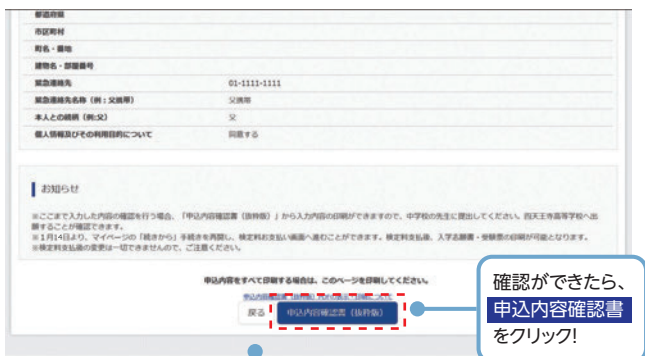 都道府県
市区町村
町名・番地
建物名・部屋番号
緊急連絡先 01-1111-1111
緊急連絡先名称（例：父携帯） 父携帯
本人との続柄（例:父） 父
個人情報及びその利用目的について 同意する
お知らせ
※ここまで入力した内容の確認を行う場合、「申込内容確認書（抜粋版）」から入力内容の印刷ができますので、中学校の先生に提出してください。四天王寺高等学校へ出
願することが確認できます。
※１月14日より、マイページの「続きから」手続きを再開し、検定料お支払い画面へ進むことができます。検定料支払後、入学志願書・受験票の印刷が可能となります。
※検定料支払後の変更は一切できませんので、ご注意ください。
申込内容をすべて印刷する場合は、このページを印刷してください。
戻る 申込内容確認書（抜粋版）
確認ができたら、
申込内容確認書
をクリック!